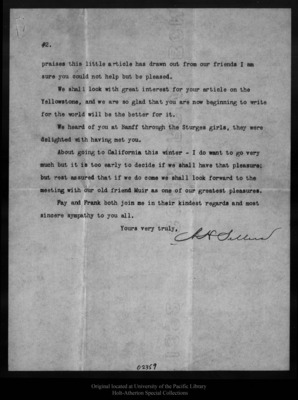 #2.
praises this little article has drawn out from our friends I am
sure you could not help but be pleased.
We shall look with great interest for your article on the
Yellowstone, and we are so glad that you are now beginning to write
for the world will be the better for it.
We heard of you at Banff through the Sturges girls, they were
delighted with having met you.
About going to California this winter - I do want to go very
much but it is too early to decide if we shall have that pleasure;
but rest assured that if we do come we shall look forward to the
meeting with our old friend Muir as one of our greatest pleasures.
Fay and Frank both join me in their kindest regards and most
sincere sympathy to you all.
Yours very truly,
A H Sellers
02369
Original located at University of the Pacific Library
Holt-Atherton Special Collections